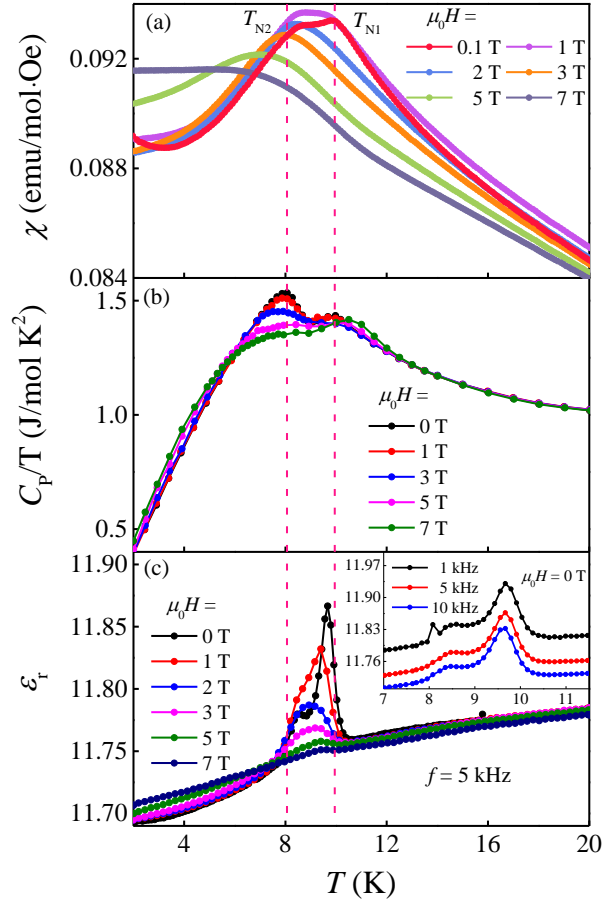 (a)
T_N2
T_N1
μ₀H =
0.1 T
1 T
2 T
3 T
5 T
7 T
0.092
0.088
0.084
χ (emu/mol·Oe)
(b)
1.5
1.0
0.5
C_p/T (J/mol K²)
μ₀H =
0 T
1 T
3 T
5 T
7 T
(c)
11.90
11.85
11.80
11.75
11.70
ε_r
μ₀H =
0 T
1 T
2 T
3 T
5 T
7 T
1 kHz
5 kHz
10 kHz
μ₀H = 0 T
11.97
11.90
11.83
11.76
7 8 9 10 11
f = 5 kHz
4 8 12 16 20
T (K)